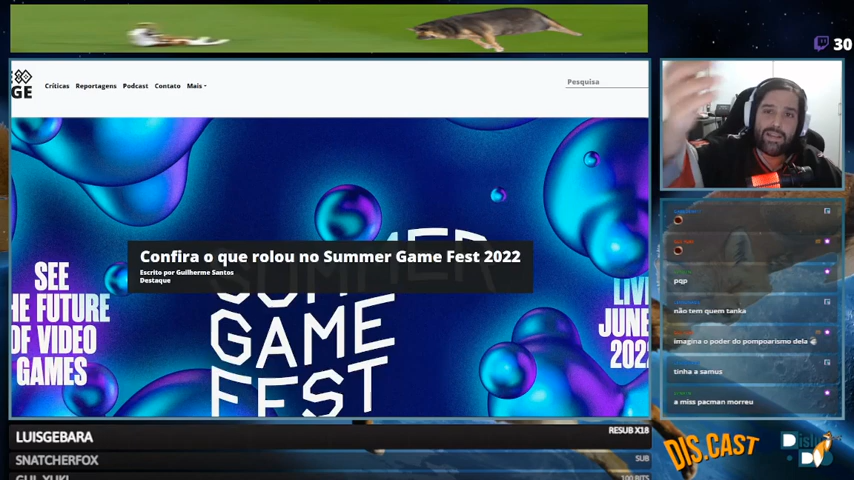 30
GE
Críticas Reportagens Podcast Contato Mais
Pesquisa
SUMMER
GAME
FEST
Confira o que rolou no Summer Game Fest 2022
Escrito por Guilherme Santos
Destaque
SEE
THE FUTURE
OF VIDEO
GAMES
LIVE
JUNE
202
pqp
não tem quem tanka
imagina o poder do pompoarismo dela
tinha a samus
a miss pacman morreu
LUISGEBARA RESUB X18
SNATCHERFOX SUB
GUI_YUKI 100 BITS
DIS.CAST